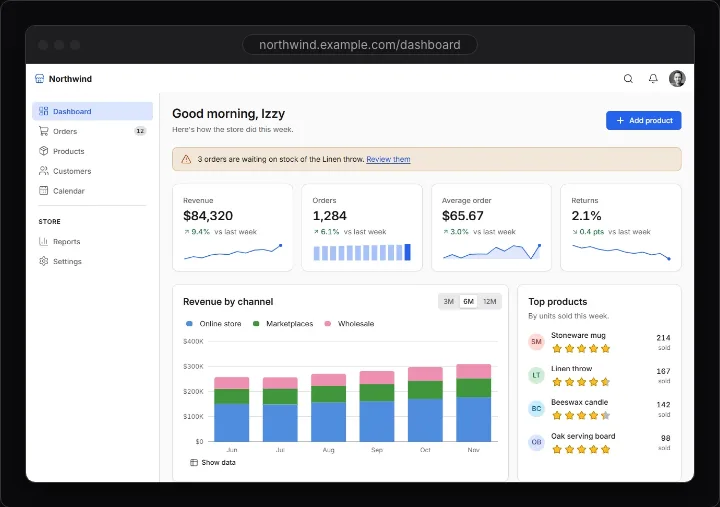 northwind.example.com/dashboard
Northwind
Dashboard
Orders 12
Products
Customers
Calendar
STORE
Reports
Settings
Good morning, Izzy
Here's how the store did this week.
Add product
3 orders are waiting on stock of the Linen throw. Review them
Revenue
$84,320
9.4% vs last week
Orders
1,284
6.1% vs last week
Average order
$65.67
3.0% vs last week
Returns
2.1%
0.4 pts vs last week
Revenue by channel
3M 6M 12M
Online store Marketplaces Wholesale
$400K
$300K
$200K
$100K
$0
Jun Jul Aug Sep Oct Nov
Show data
Top products
By units sold this week.
SM Stoneware mug 214 sold
LT Linen throw 167 sold
BC Beeswax candle 142 sold
OB Oak serving board 98 sold